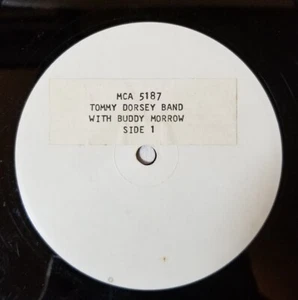 MCA 5187
TOMMY DORSEY BAND
WITH BUDDY MORROW
SIDE 1